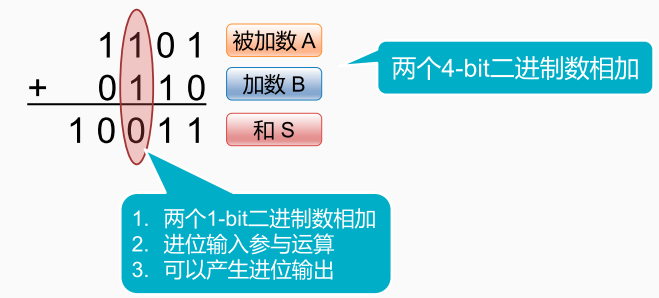 1 1 0 1 被加数 A
+ 0 1 1 0 加数 B
1 0 0 1 1 和 S
两个4-bit二进制数相加
1. 两个1-bit二进制数相加
2. 进位输入参与运算
3. 可以产生进位输出